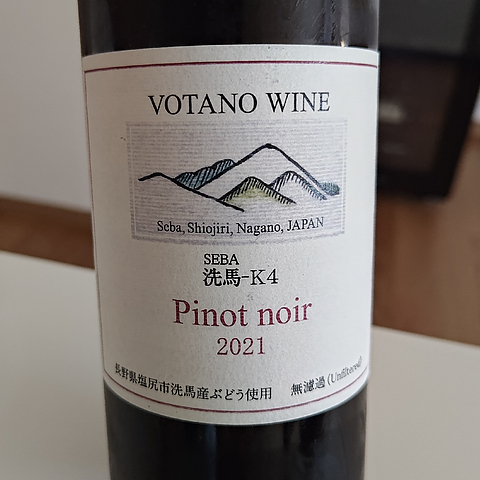 VOTANO WINE
Seba, Shiojiri, Nagano, JAPAN
SEBA
洗馬-K4
Pinot noir
2021
長野県塩尻市洗馬産ぶどう使用 無濾過 (Unfiltered)